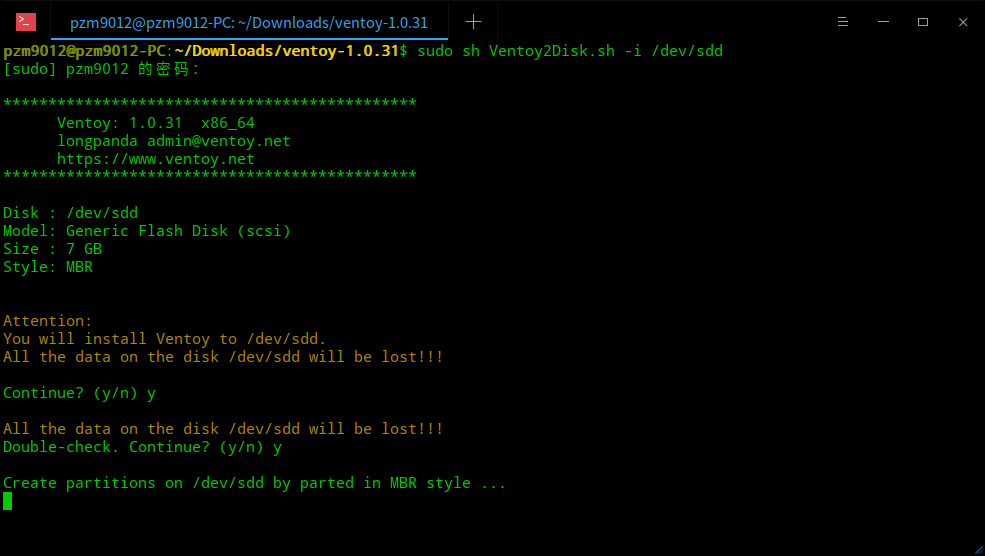 pzm9012@pzm9012-PC: ~/Downloads/ventoy-1.0.31
pzm9012@pzm9012-PC:~/Downloads/ventoy-1.0.31$ sudo sh Ventoy2Disk.sh -i /dev/sdd
[sudo] pzm9012 的密码:
**********************************************
Ventoy: 1.0.31  x86_64
longpanda admin@ventoy.net
https://www.ventoy.net
**********************************************
Disk : /dev/sdd
Model: Generic Flash Disk (scsi)
Size : 7 GB
Style: MBR
Attention:
You will install Ventoy to /dev/sdd.
All the data on the disk /dev/sdd will be lost!!!
Continue? (y/n) y
All the data on the disk /dev/sdd will be lost!!!
Double-check. Continue? (y/n) y
Create partitions on /dev/sdd by parted in MBR style ...